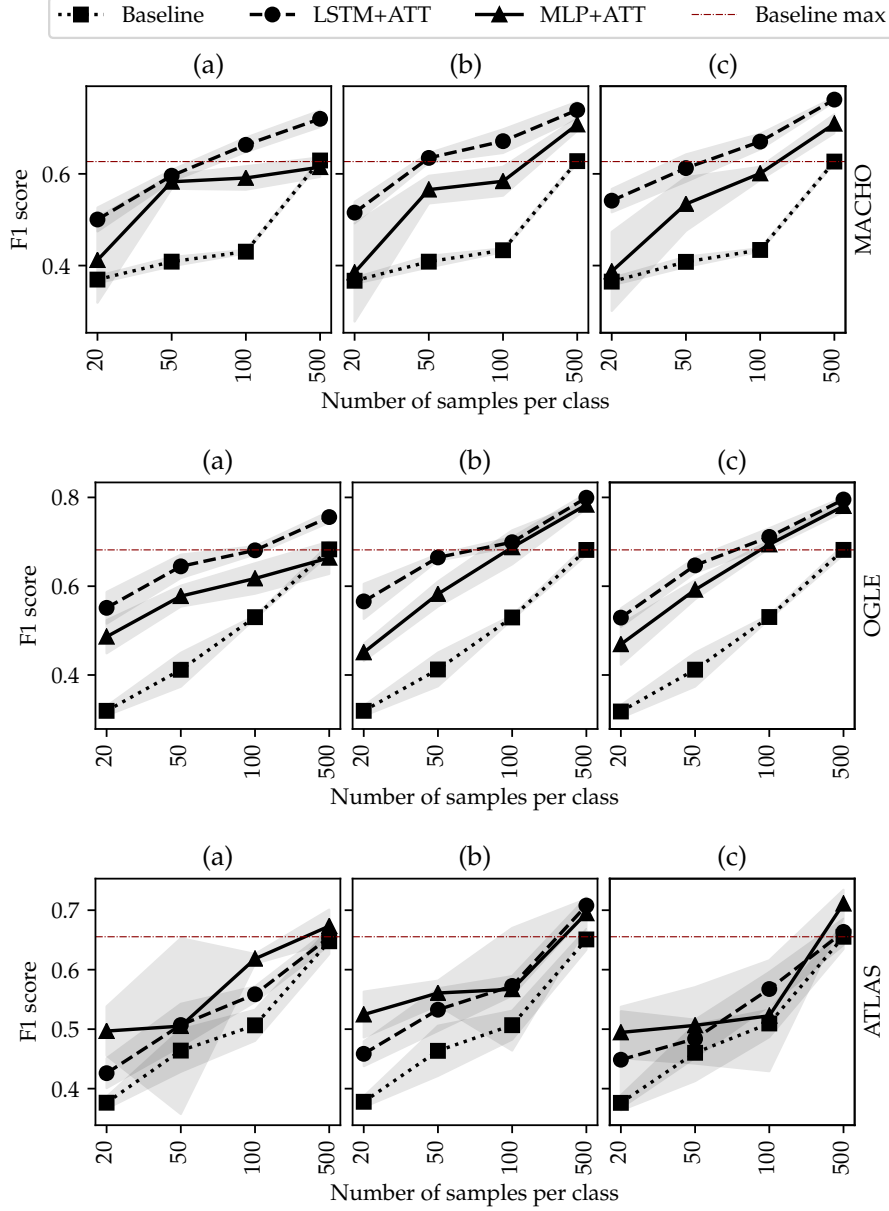 Baseline LSTM+ATT MLP+ATT Baseline max
(a) (b) (c)
0.6
0.4
F1 score
MACHO
20 50 100 500 20 50 100 500 20 50 100 500
Number of samples per class
(a) (b) (c)
0.8
0.6
0.4
F1 score
OGLE
20 50 100 500 20 50 100 500 20 50 100 500
Number of samples per class
(a) (b) (c)
0.7
0.6
0.5
0.4
F1 score
ATLAS
20 50 100 500 20 50 100 500 20 50 100 500
Number of samples per class